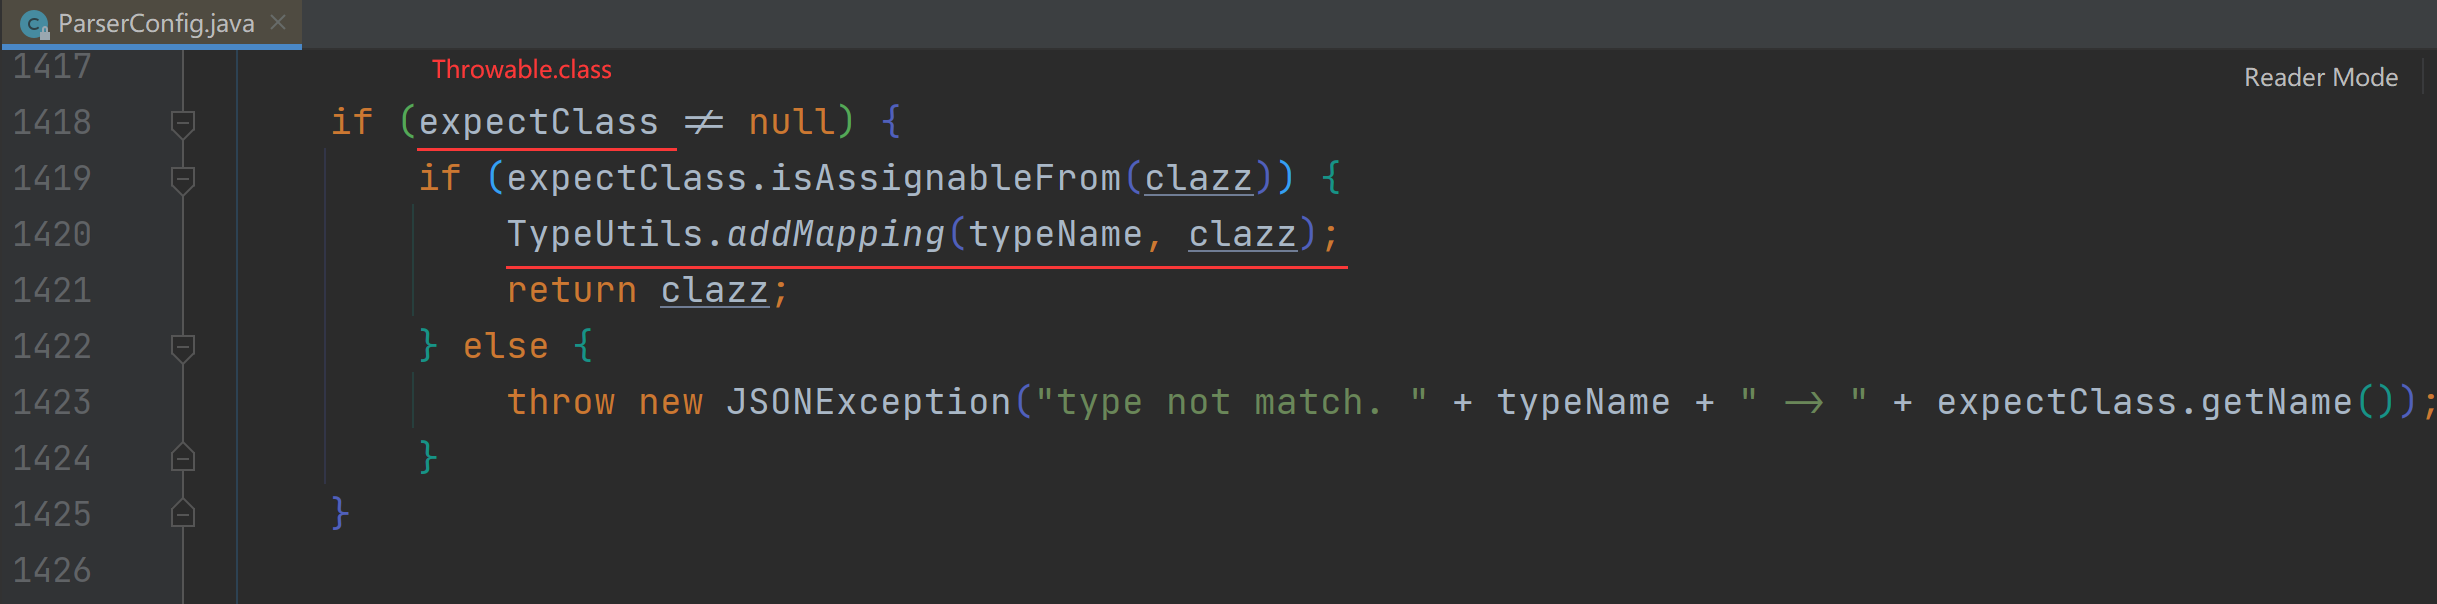 ParserConfig.java
1417 Throwable.class
Reader Mode
1418 if (expectClass ≠ null) {
1419 if (expectClass.isAssignableFrom(clazz)) {
1420 TypeUtils.addMapping(typeName, clazz);
1421 return clazz;
1422 } else {
1423 throw new JSONException("type not match. " + typeName + " → " + expectClass.getName());
1424 }
1425 }
1426